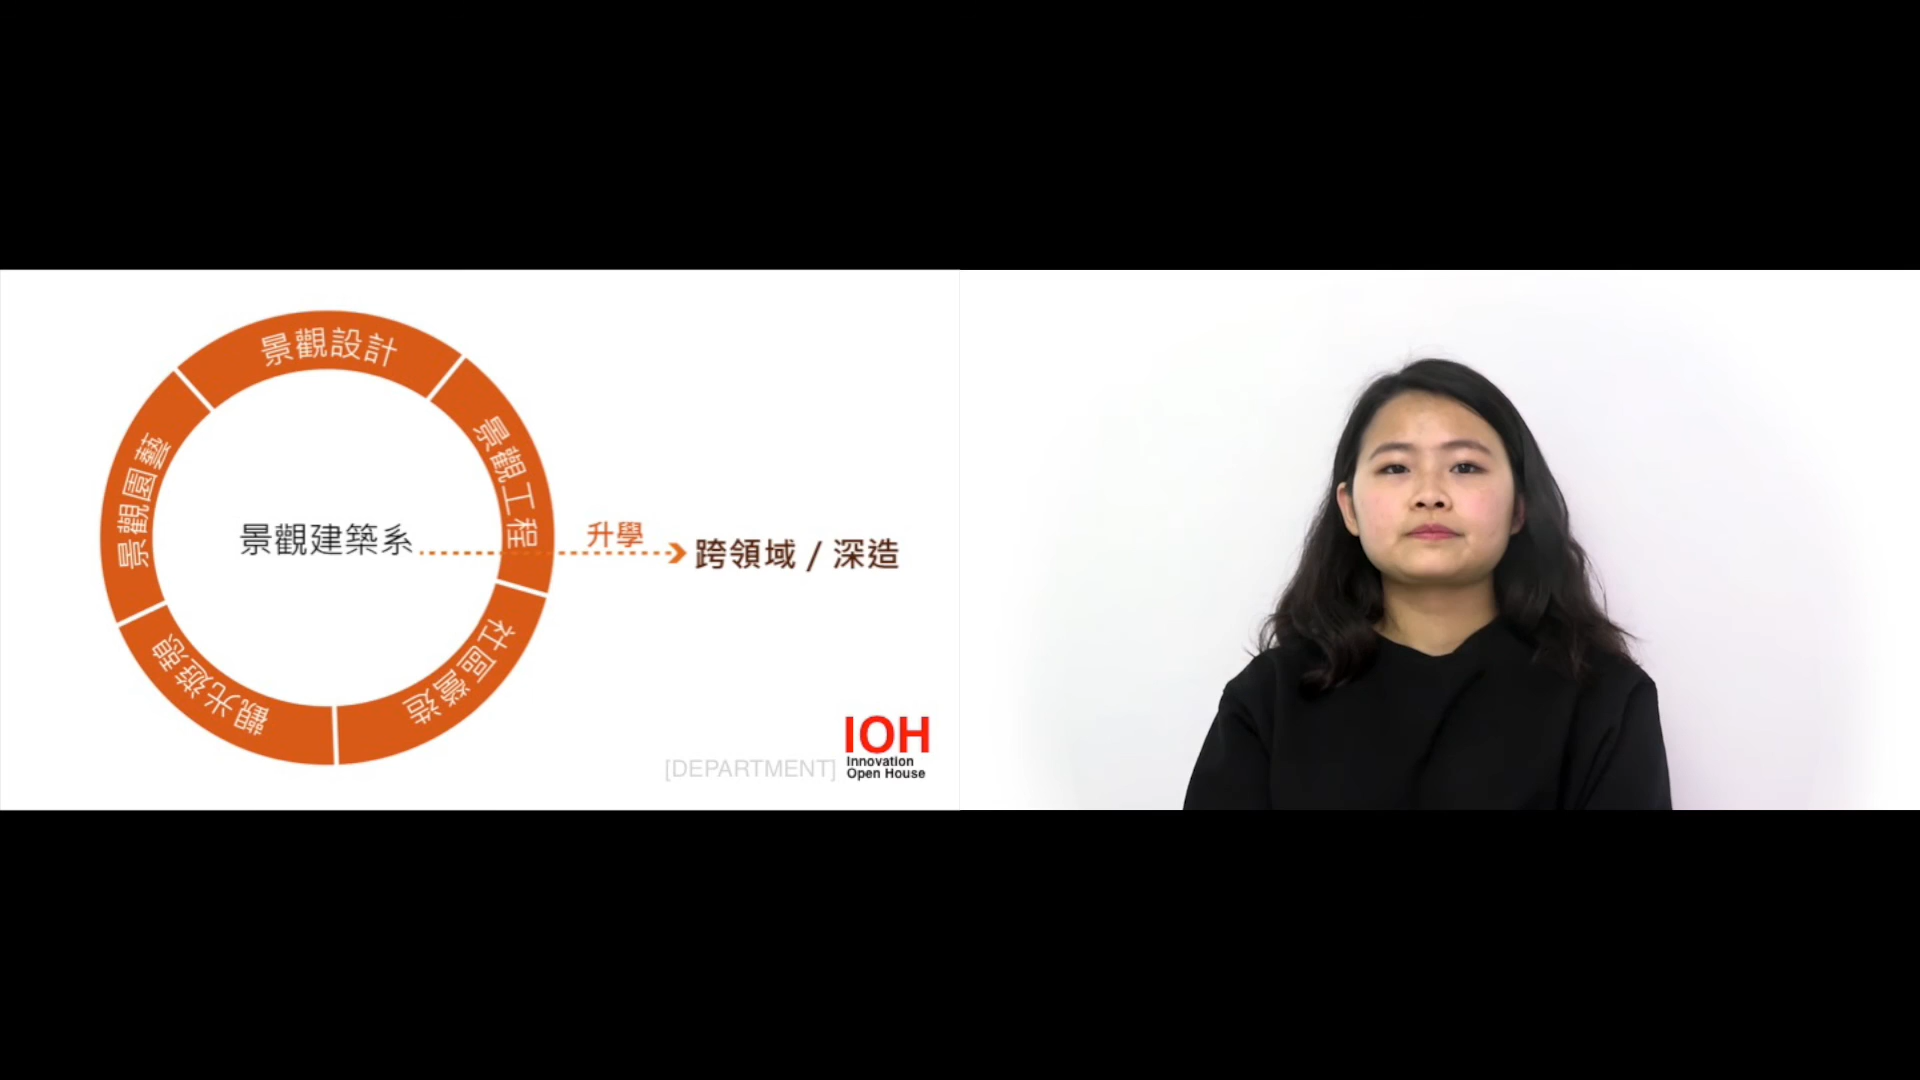 景觀設計
景觀工程
社區營造
觀光遊憩
景觀園藝
景觀建築系
升學
跨領域 / 深造
[DEPARTMENT]
IOH
Innovation
Open House